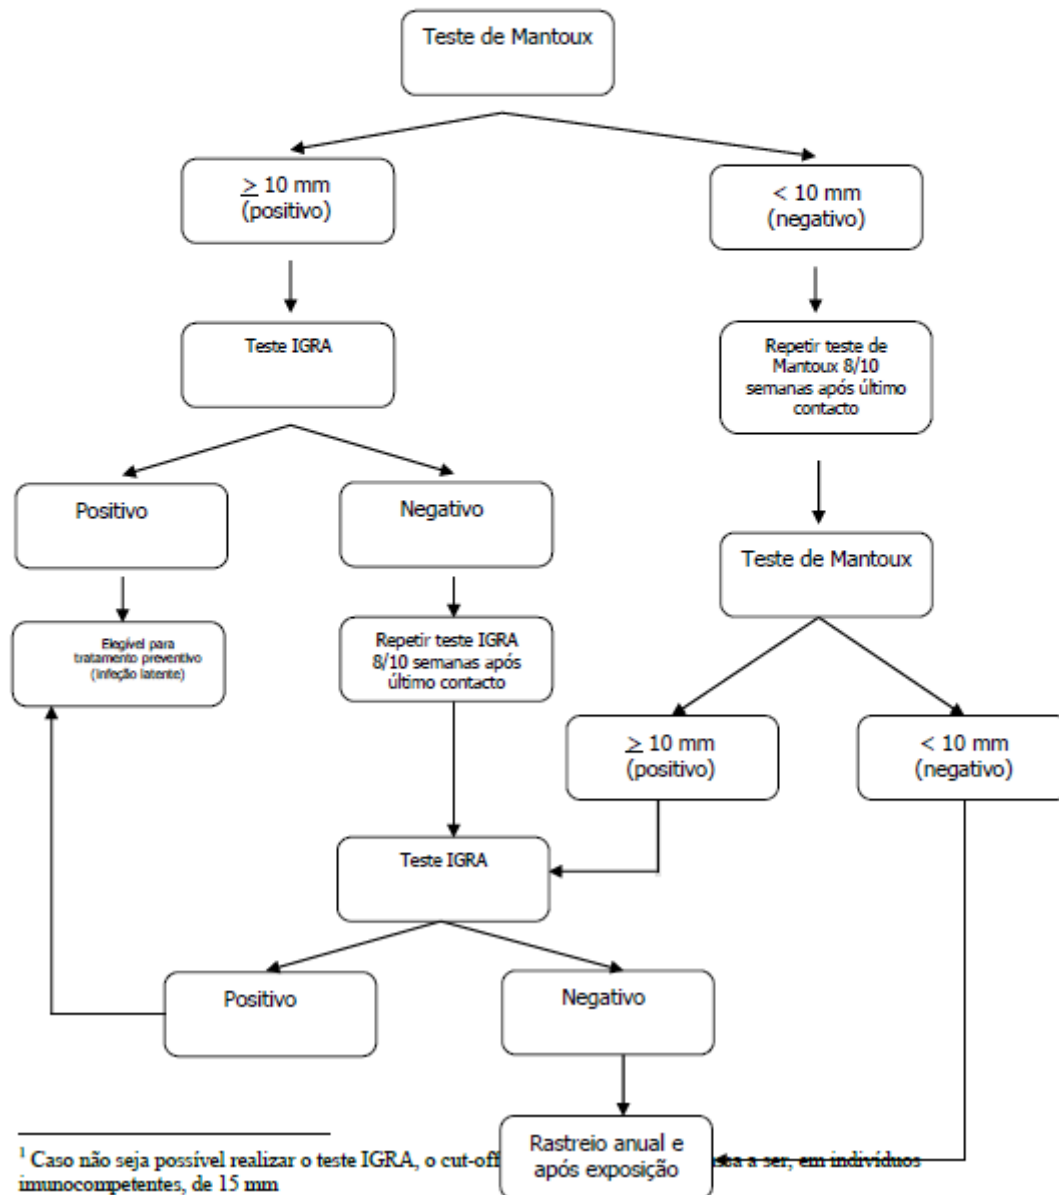 Teste de Mantoux
≥ 10 mm
(positivo)
< 10 mm
(negativo)
Teste IGRA
Repetir teste de
Mantoux 8/10
semanas após último
contacto
Positivo
Negativo
Teste de Mantoux
Elegível para
tratamento preventivo
(infeção latente)
Repetir teste IGRA
8/10 semanas após
último contacto
≥ 10 mm
(positivo)
< 10 mm
(negativo)
Teste IGRA
Positivo
Negativo
Rastreio anual e
após exposição
1 Caso não seja possível realizar o teste IGRA, o cut-off a ser, em indivíduos
imunocompetentes, de 15 mm